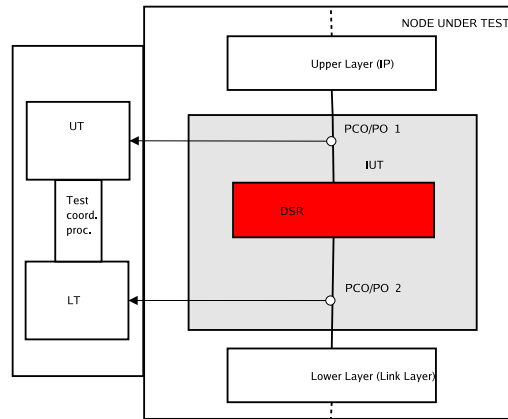 NODE UNDER TEST
Upper Layer (IP)
PCO/PO 1
UT
IUT
Test
coord.
proc.
DSR
LT
PCO/PO 2
Lower Layer (Link Layer)